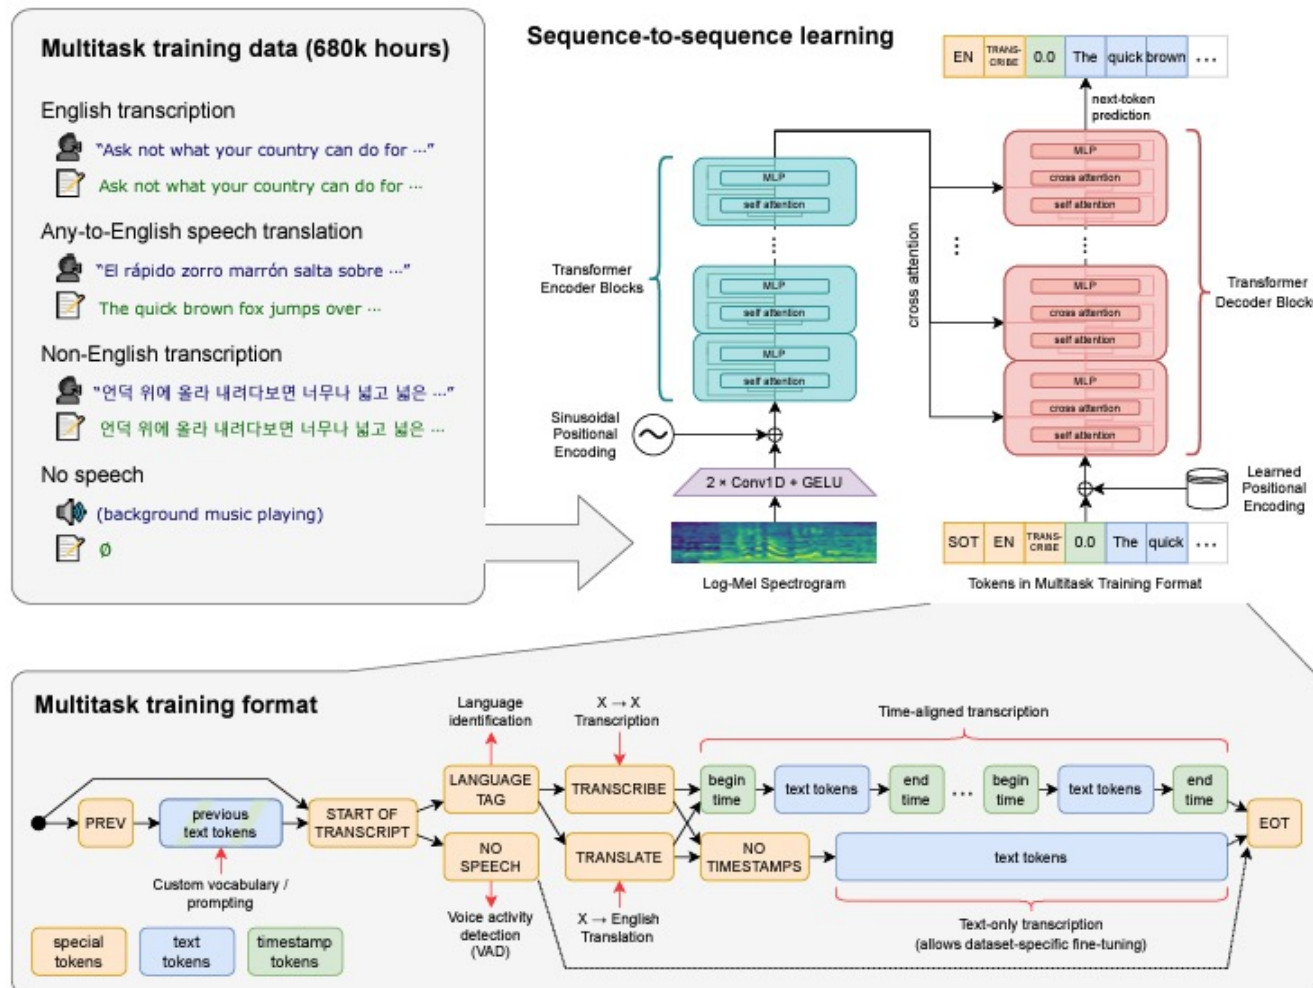 Multitask training data (680k hours)
English transcription
“Ask not what your country can do for ⋯”
Ask not what your country can do for ⋯
Any-to-English speech translation
“El rápido zorro marrón salta sobre ⋯”
The quick brown fox jumps over ⋯
Non-English transcription
“언덕 위에 올라 내려다보면 너무나 넓고 넓은 ⋯”
언덕 위에 올라 내려다보면 너무나 넓고 넓은 ⋯
No speech
(background music playing)
∅
Sequence-to-sequence learning
EN
TRANS-
CRIBE
0.0
The
quick
brown
⋯
next-token
prediction
MLP
self attention
⋮
MLP
self attention
MLP
self attention
Transformer
Encoder Blocks
cross attention
⋮
MLP
cross attention
self attention
⋮
MLP
cross attention
self attention
MLP
cross attention
self attention
Transformer
Decoder Blocks
Sinusoidal
Positional
Encoding
2 × Conv1D + GELU
Log-Mel Spectrogram
Learned
Positional
Encoding
SOT
EN
TRANS-
CRIBE
0.0
The
quick
⋯
Tokens in Multitask Training Format
Multitask training format
Language
identification
X → X
Transcription
Time-aligned transcription
PREV
previous
text tokens
START OF
TRANSCRIPT
LANGUAGE
TAG
TRANSCRIBE
begin
time
text tokens
end
time
⋯
begin
time
text tokens
end
time
NO
SPEECH
TRANSLATE
NO
TIMESTAMPS
text tokens
EOT
Custom vocabulary /
prompting
Voice activity
detection
(VAD)
X → English
Translation
Text-only transcription
(allows dataset-specific fine-tuning)
special
tokens
text
tokens
timestamp
tokens